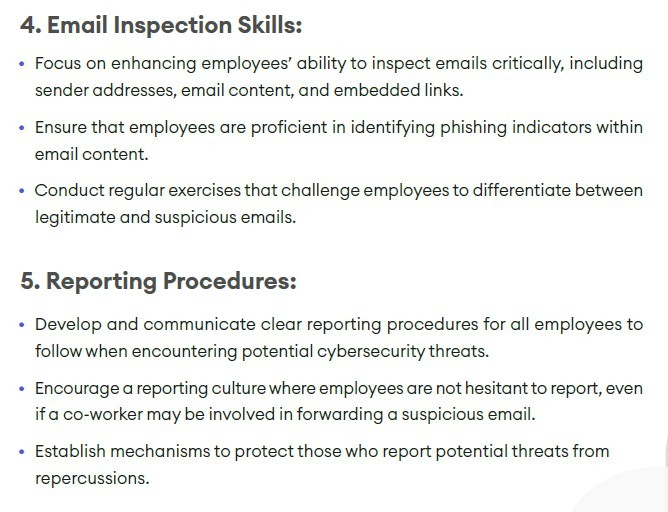 4. Email Inspection Skills:
• Focus on enhancing employees’ ability to inspect emails critically, including
sender addresses, email content, and embedded links.
• Ensure that employees are proficient in identifying phishing indicators within
email content.
• Conduct regular exercises that challenge employees to differentiate between
legitimate and suspicious emails.
5. Reporting Procedures:
• Develop and communicate clear reporting procedures for all employees to
follow when encountering potential cybersecurity threats.
• Encourage a reporting culture where employees are not hesitant to report, even
if a co-worker may be involved in forwarding a suspicious email.
• Establish mechanisms to protect those who report potential threats from
repercussions.